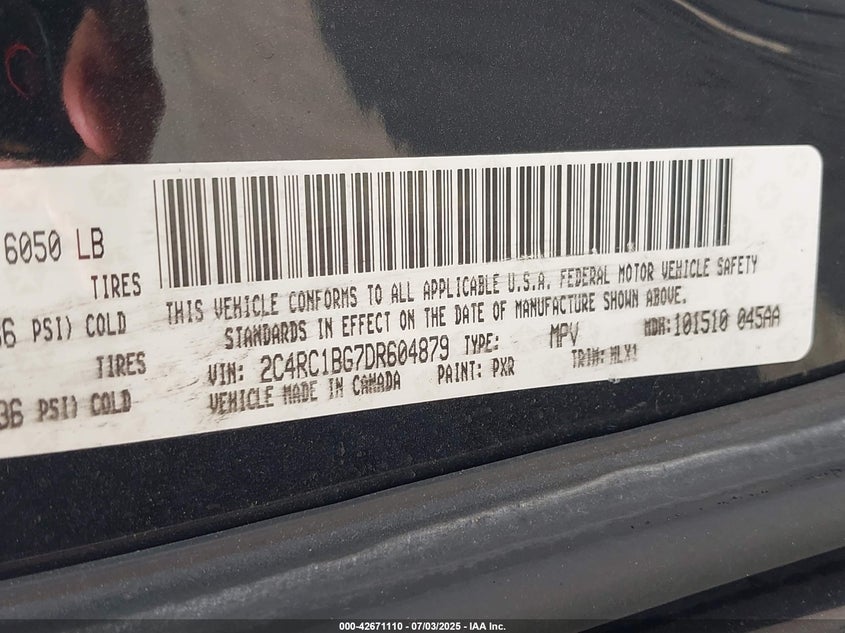 6050 LB
TIRES
36 PSI) COLD
TIRES
36 PSI) COLD
THIS VEHICLE CONFORMS TO ALL APPLICABLE U.S.A. FEDERAL MOTOR VEHICLE SAFETY
STANDARDS IN EFFECT ON THE DATE OF MANUFACTURE SHOWN ABOVE.
VIN: 2C4RC1BG7DR604879 TYPE: MPV MDH:101510 045AA
VEHICLE MADE IN CANADA PAINT: PXR TRIM: HLX1
000-42671110 - 07/03/2025 - IAA Inc.